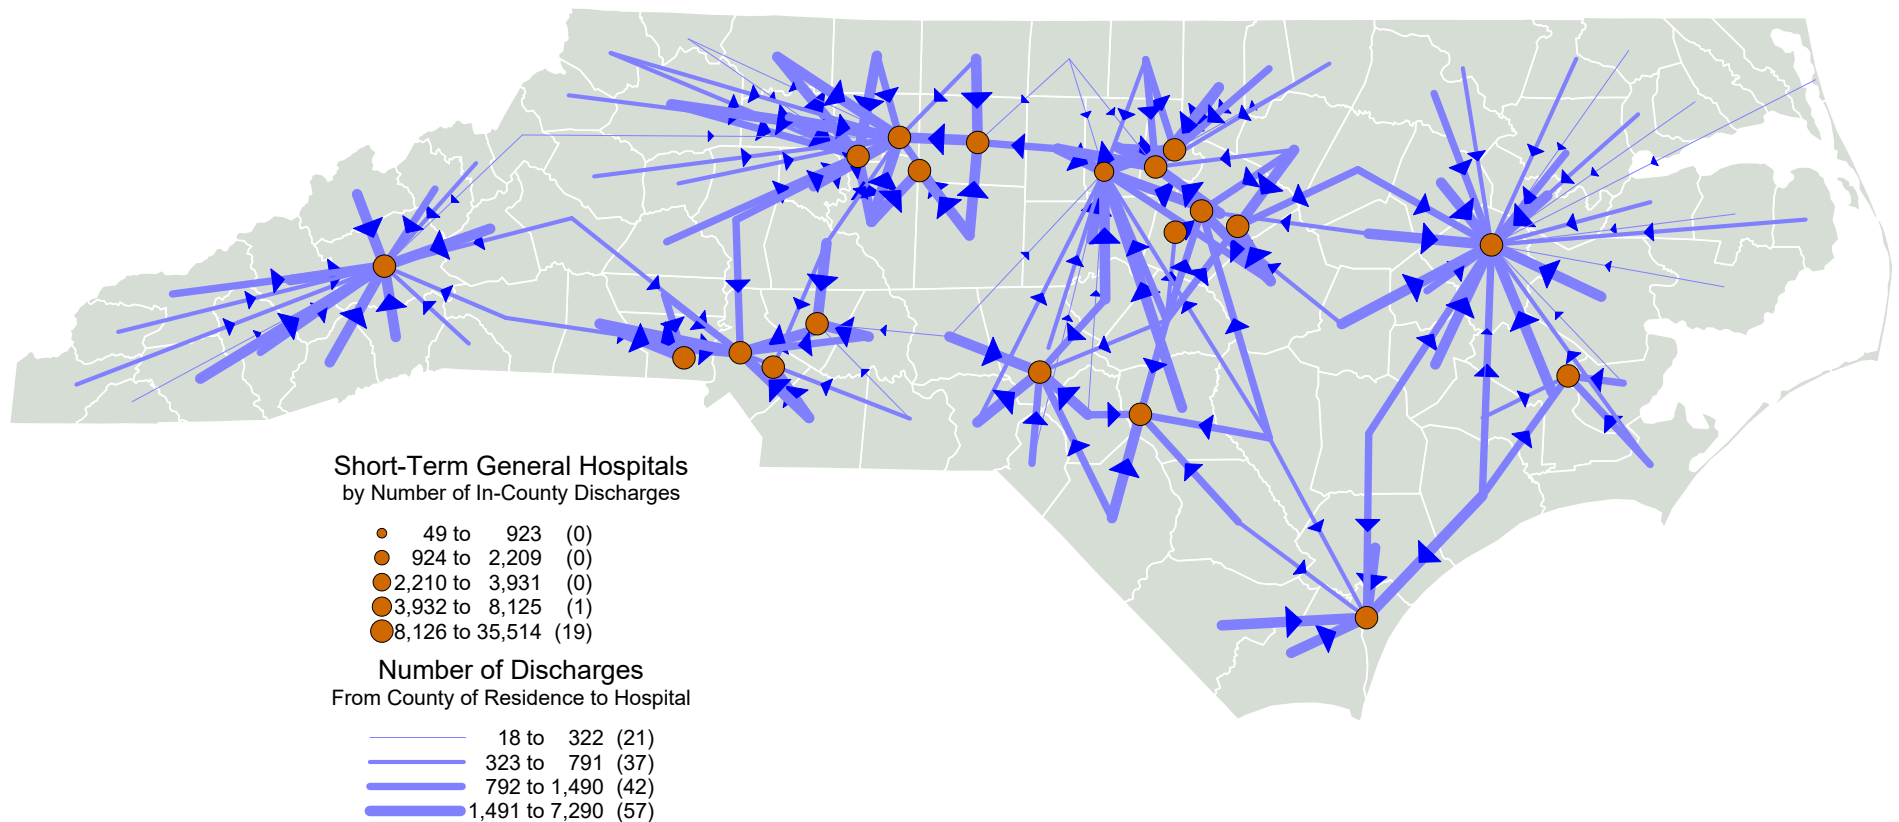 Short-Term General Hospitals
by Number of In-County Discharges
49 to 923 (0)
924 to 2,209 (0)
2,210 to 3,931 (0)
3,932 to 8,125 (1)
8,126 to 35,514 (19)
Number of Discharges
From County of Residence to Hospital
18 to 322 (21)
323 to 791 (37)
792 to 1,490 (42)
1,491 to 7,290 (57)